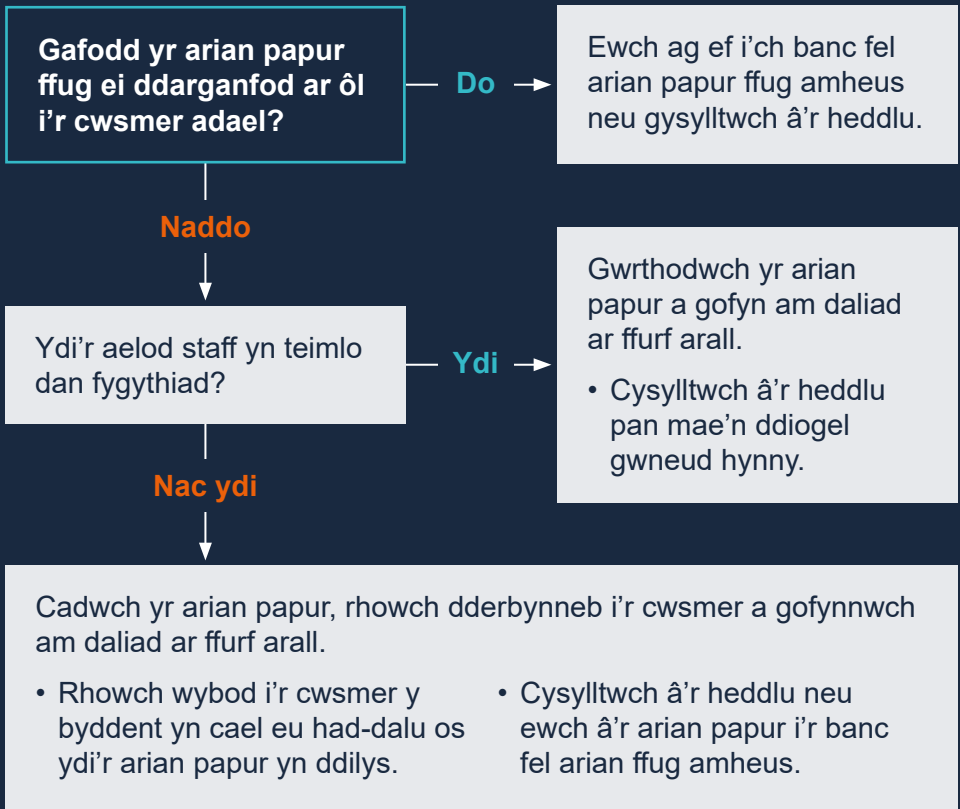 Gafodd yr arian papur
ffug ei ddarganfod ar ôl
i'r cwsmer adael?
Do
Ewch ag ef i'ch banc fel
arian papur ffug amheus
neu gysylltwch â'r heddlu.
Naddo
Ydi'r aelod staff yn teimlo
dan fygythiad?
Ydi
Gwrthodwch yr arian
papur a gofyn am daliad
ar ffurf arall.
• Cysylltwch â'r heddlu
pan mae'n ddiogel
gwneud hynny.
Nac ydi
Cadwch yr arian papur, rhowch dderbynneb i'r cwsmer a gofynnwch
am daliad ar ffurf arall.
• Rhowch wybod i'r cwsmer y
byddent yn cael eu had-dalu os
ydi'r arian papur yn ddilys.
• Cysylltwch â'r heddlu neu
ewch â'r arian papur i'r banc
fel arian ffug amheus.